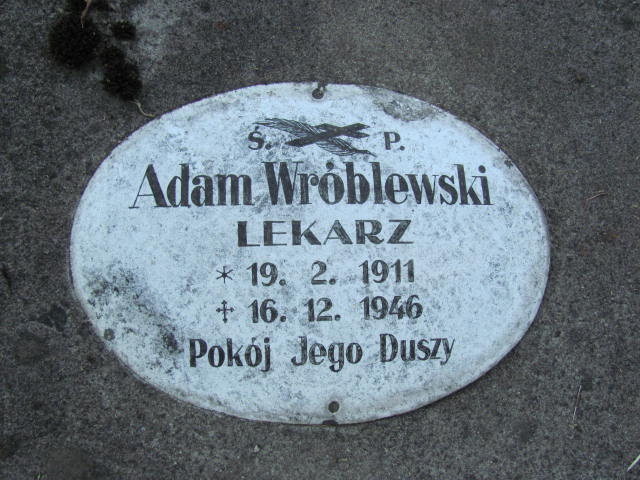 Ś. P.
Adam Wróblewski
LEKARZ
* 19. 2. 1911
† 16. 12. 1946
Pokój Jego Duszy